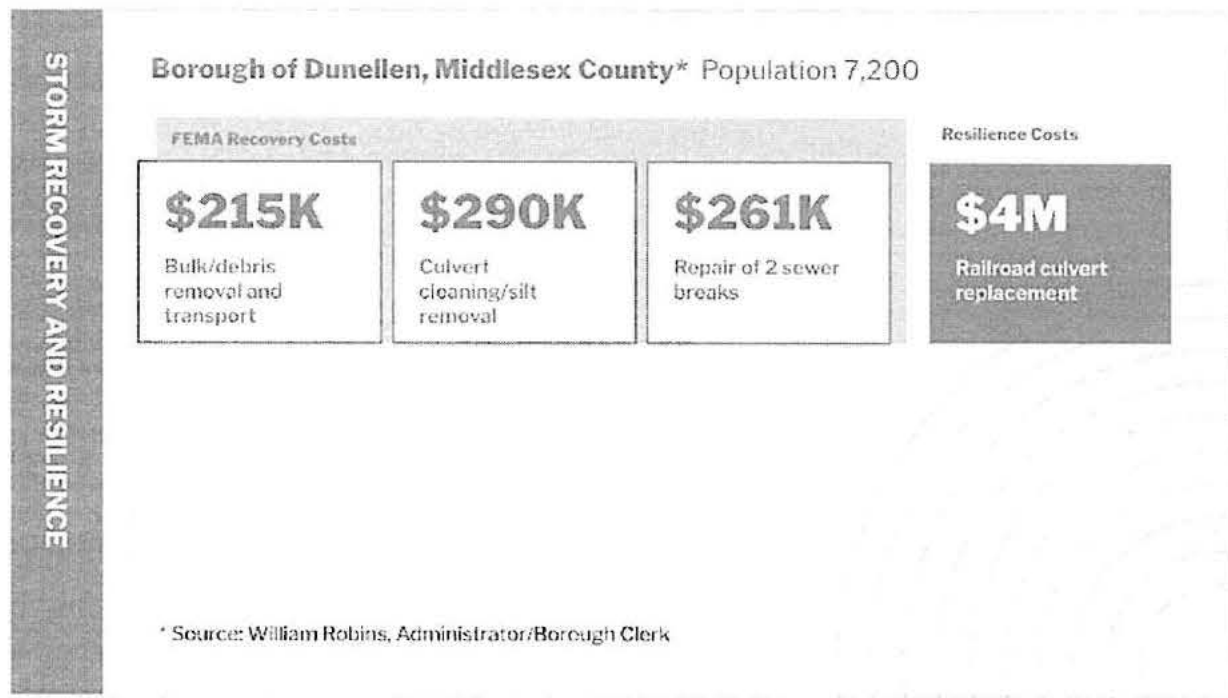 STORM RECOVERY AND RESILIENCE
Borough of Dunellen, Middlesex County* Population 7,200
FEMA Recovery Costs
$215K
Bulk/debris
removal and
transport
$290K
Culvert
cleaning/silt
removal
$261K
Repair of 2 sewer
breaks
Resilience Costs
$4M
Railroad culvert
replacement
* Source: William Robins, Administrator/Borough Clerk